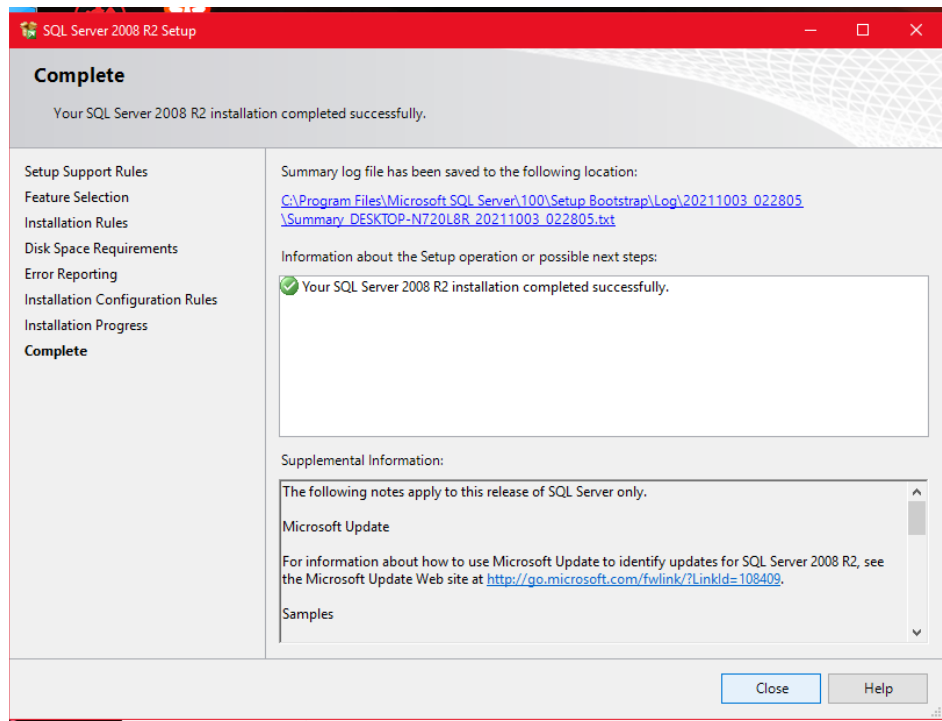 SQL Server 2008 R2 Setup
Complete
Your SQL Server 2008 R2 installation completed successfully.
Setup Support Rules
Feature Selection
Installation Rules
Disk Space Requirements
Error Reporting
Installation Configuration Rules
Installation Progress
Complete
Summary log file has been saved to the following location:
C:\Program Files\Microsoft SQL Server\100\Setup Bootstrap\Log\20211003_022805
\Summary_DESKTOP-N720L8R_20211003_022805.txt
Information about the Setup operation or possible next steps:
Your SQL Server 2008 R2 installation completed successfully.
Supplemental Information:
The following notes apply to this release of SQL Server only.
Microsoft Update
For information about how to use Microsoft Update to identify updates for SQL Server 2008 R2, see
the Microsoft Update Web site at http://go.microsoft.com/fwlink/?LinkId=108409.
Samples
Close
Help